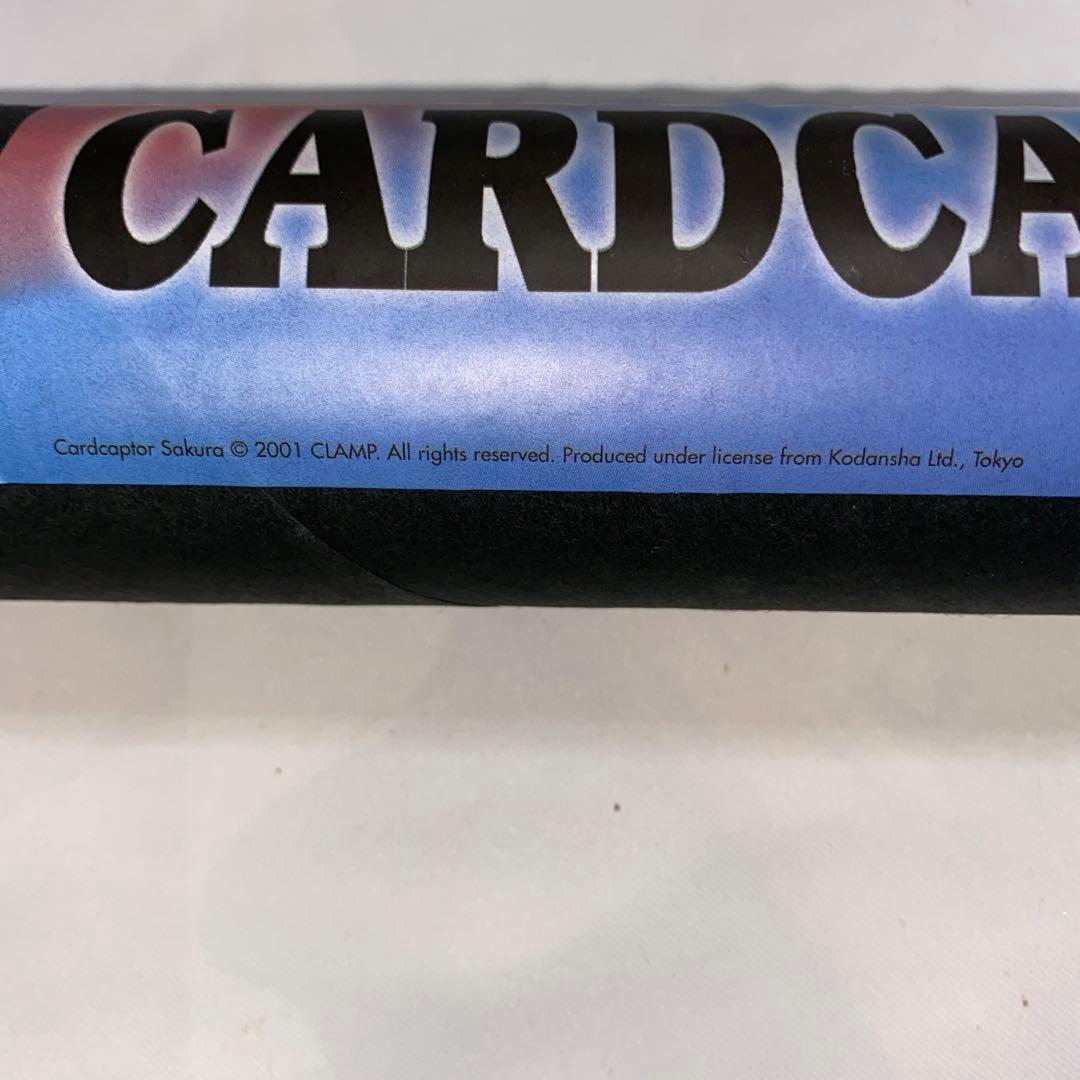 CARDCA
Cardcaptor Sakura © 2001 CLAMP. All rights reserved. Produced under license from Kodansha Ltd., Tokyo